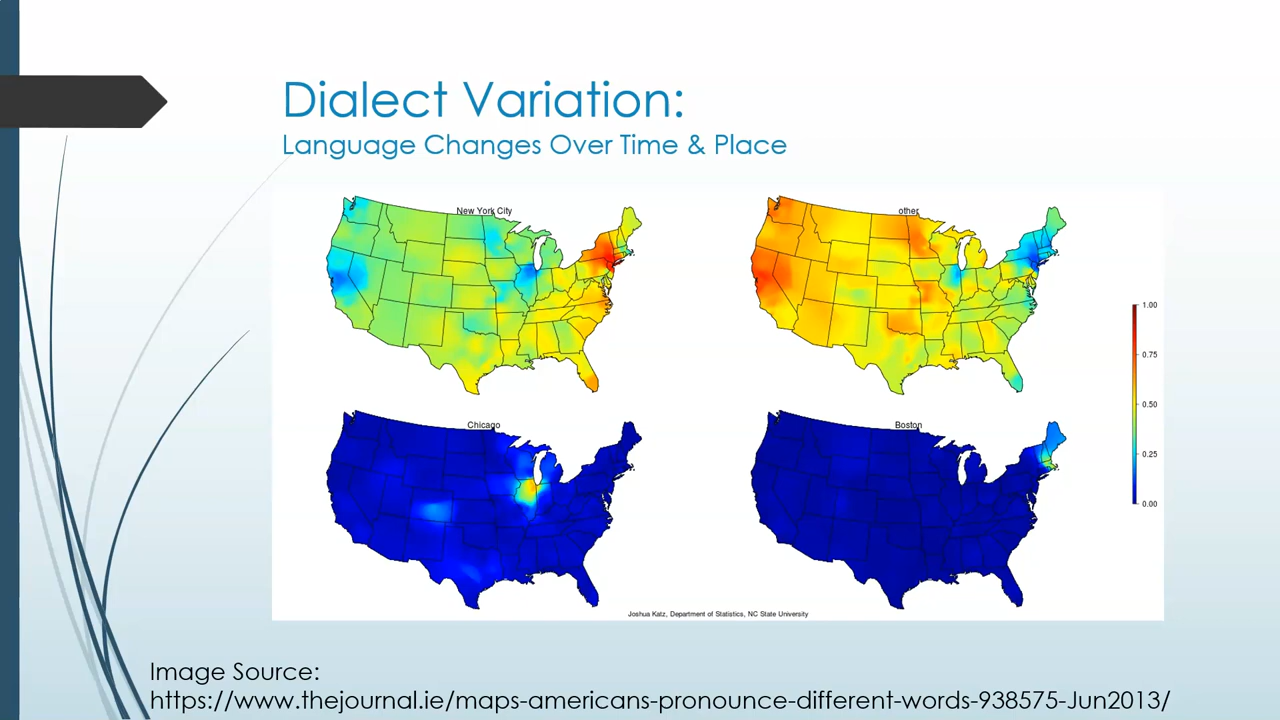 Dialect Variation:
Language Changes Over Time & Place
New York City
other
1.00
0.75
0.50
0.25
0.00
Chicago
Boston
Joshua Katz, Department of Statistics, NC State University
Image Source:
https://www.thejournal.ie/maps-americans-pronounce-different-words-938575-Jun2013/